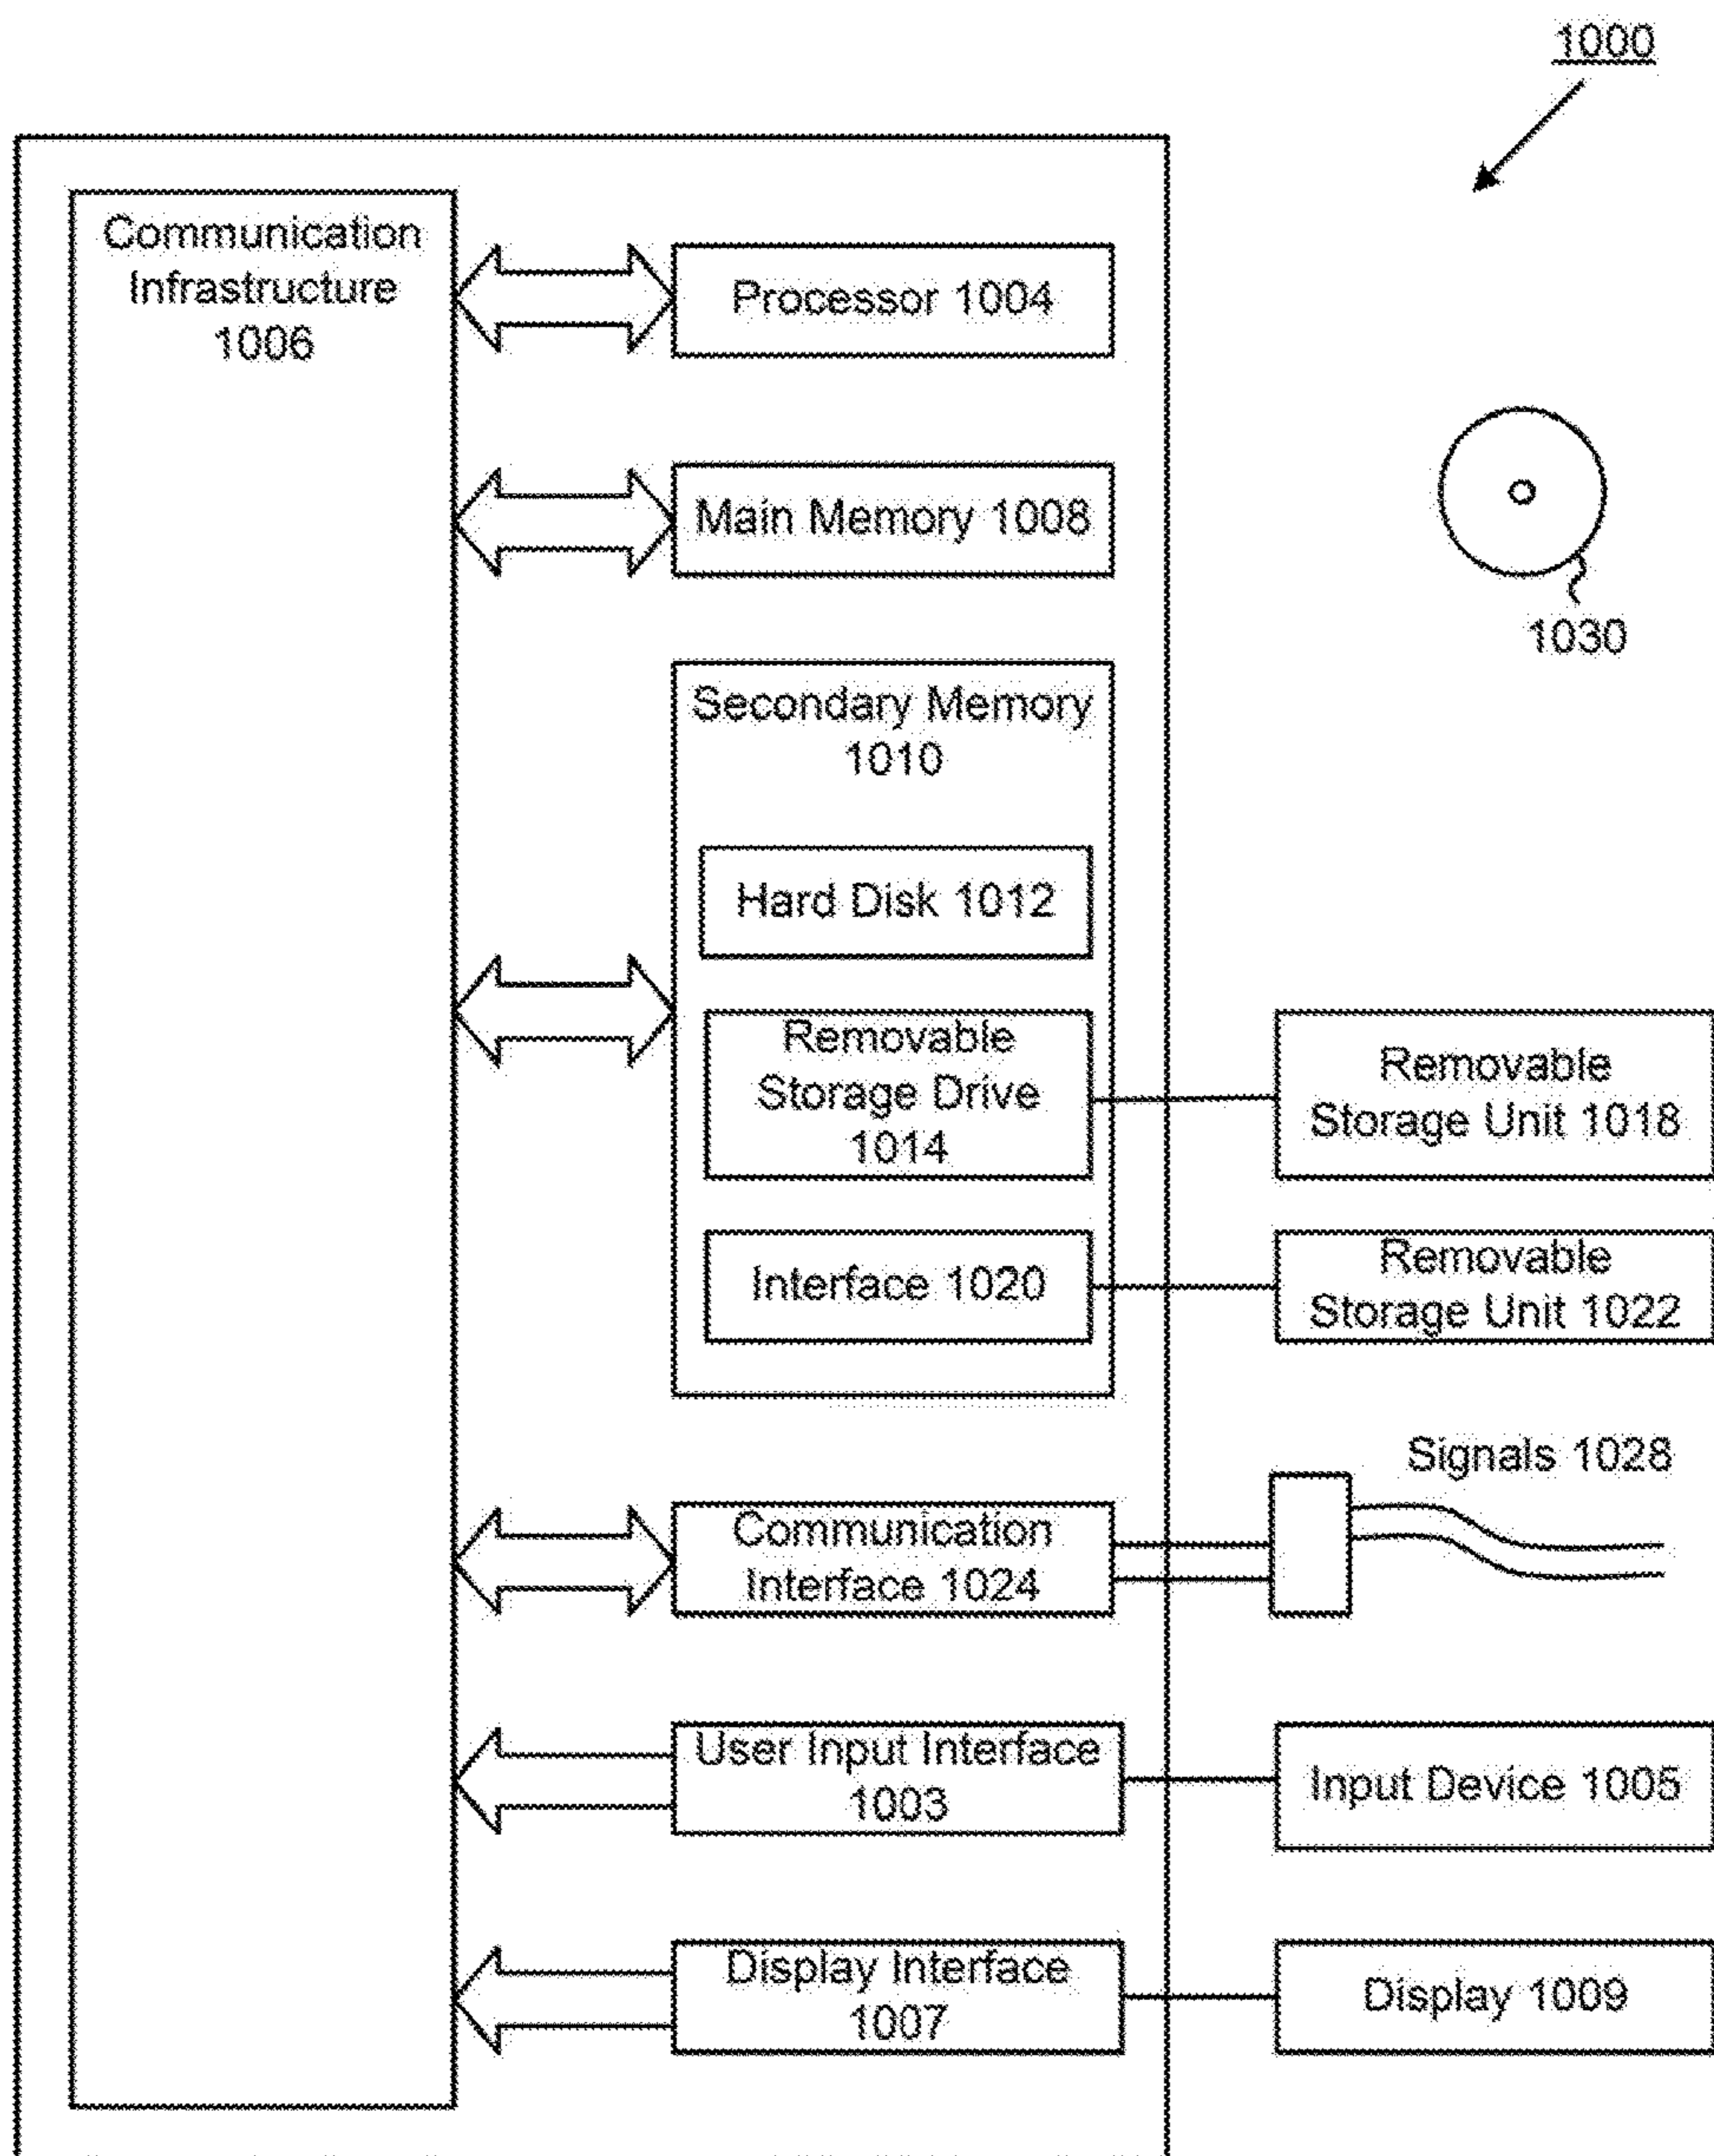 1000
Communication
Infrastructure
1006
Processor 1004
Main Memory 1008
1030
Secondary Memory
1010
Hard Disk 1012
Removable
Storage Drive
1014
Removable
Storage Unit 1018
Interface 1020
Removable
Storage Unit 1022
Signals 1028
Communication
Interface 1024
User Input Interface
1003
Input Device 1005
Display Interface
1007
Display 1009